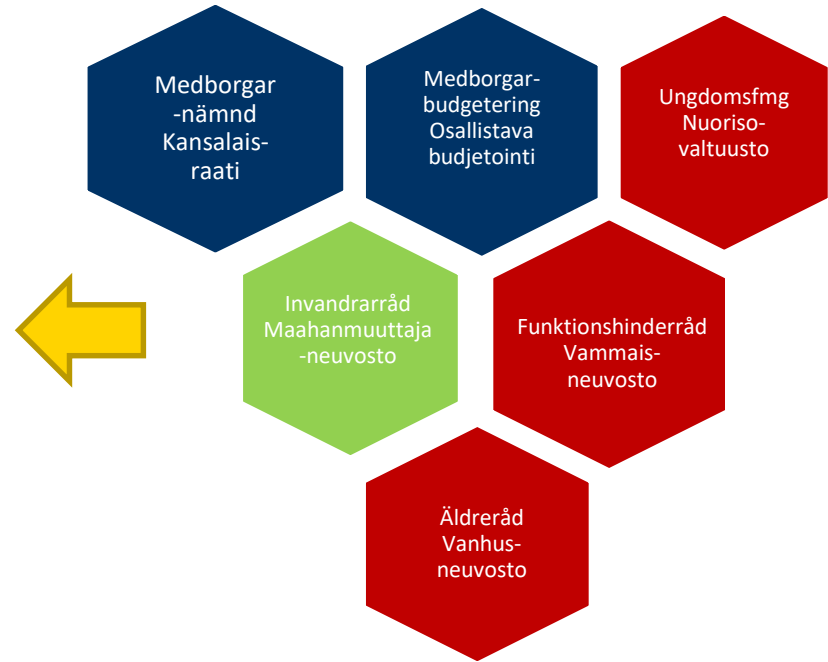 Medborgar
-nämnd
Kansalais-
raati
Medborgar-
budgetering
Osallistava
budjetointi
Ungdomsfmg
Nuoriso-
valtuusto
Invandrarråd
Maahanmuuttaja
-neuvosto
Funktionshinderråd
Vammais-
neuvosto
Äldreråd
Vanhus-
neuvosto